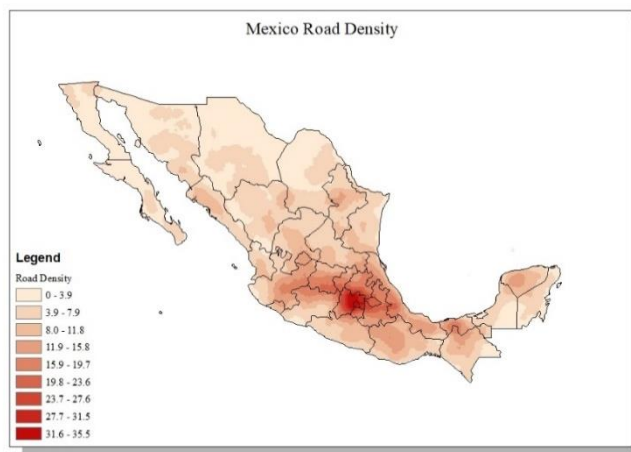 Mexico Road Density
Legend
Road Density
0 - 3.9
3.9 - 7.9
8.0 - 11.8
11.9 - 15.8
15.9 - 19.7
19.8 - 23.6
23.7 - 27.6
27.7 - 31.5
31.6 - 35.5